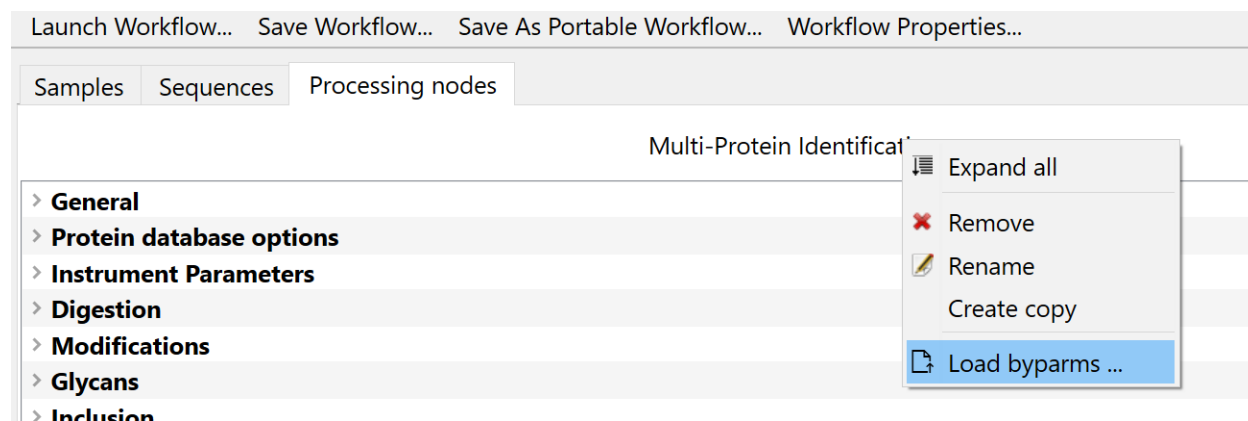 Launch Workflow... Save Workflow... Save As Portable Workflow... Workflow Properties...
Samples Sequences Processing nodes
Multi-Protein Identificati
Expand all
General
Remove
Protein database options
Rename
Instrument Parameters
Create copy
Digestion
Modifications
Load byparms ...
Glycans
Inclusion